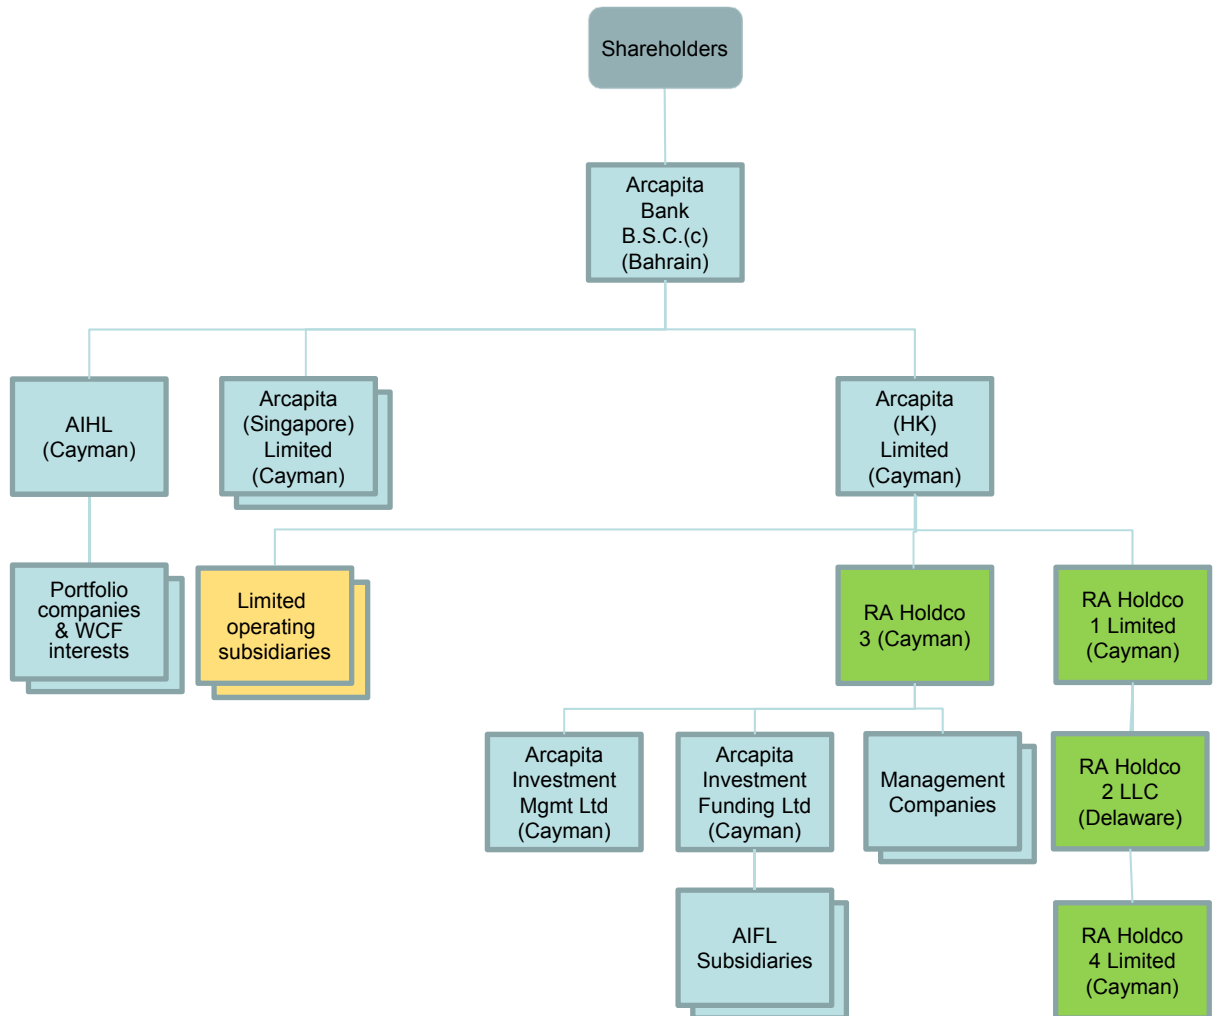 Shareholders
Arcapita
Bank
B.S.C.(c)
(Bahrain)
AIHL
(Cayman)
Arcapita
(Singapore)
Limited
(Cayman)
Arcapita
(HK)
Limited
(Cayman)
Portfolio
companies
& WCF
interests
Limited
operating
subsidiaries
RA Holdco
3 (Cayman)
RA Holdco
1 Limited
(Cayman)
Arcapita
Investment
Mgmt Ltd
(Cayman)
Arcapita
Investment
Funding Ltd
(Cayman)
Management
Companies
RA Holdco
2 LLC
(Delaware)
AIFL
Subsidiaries
RA Holdco
4 Limited
(Cayman)